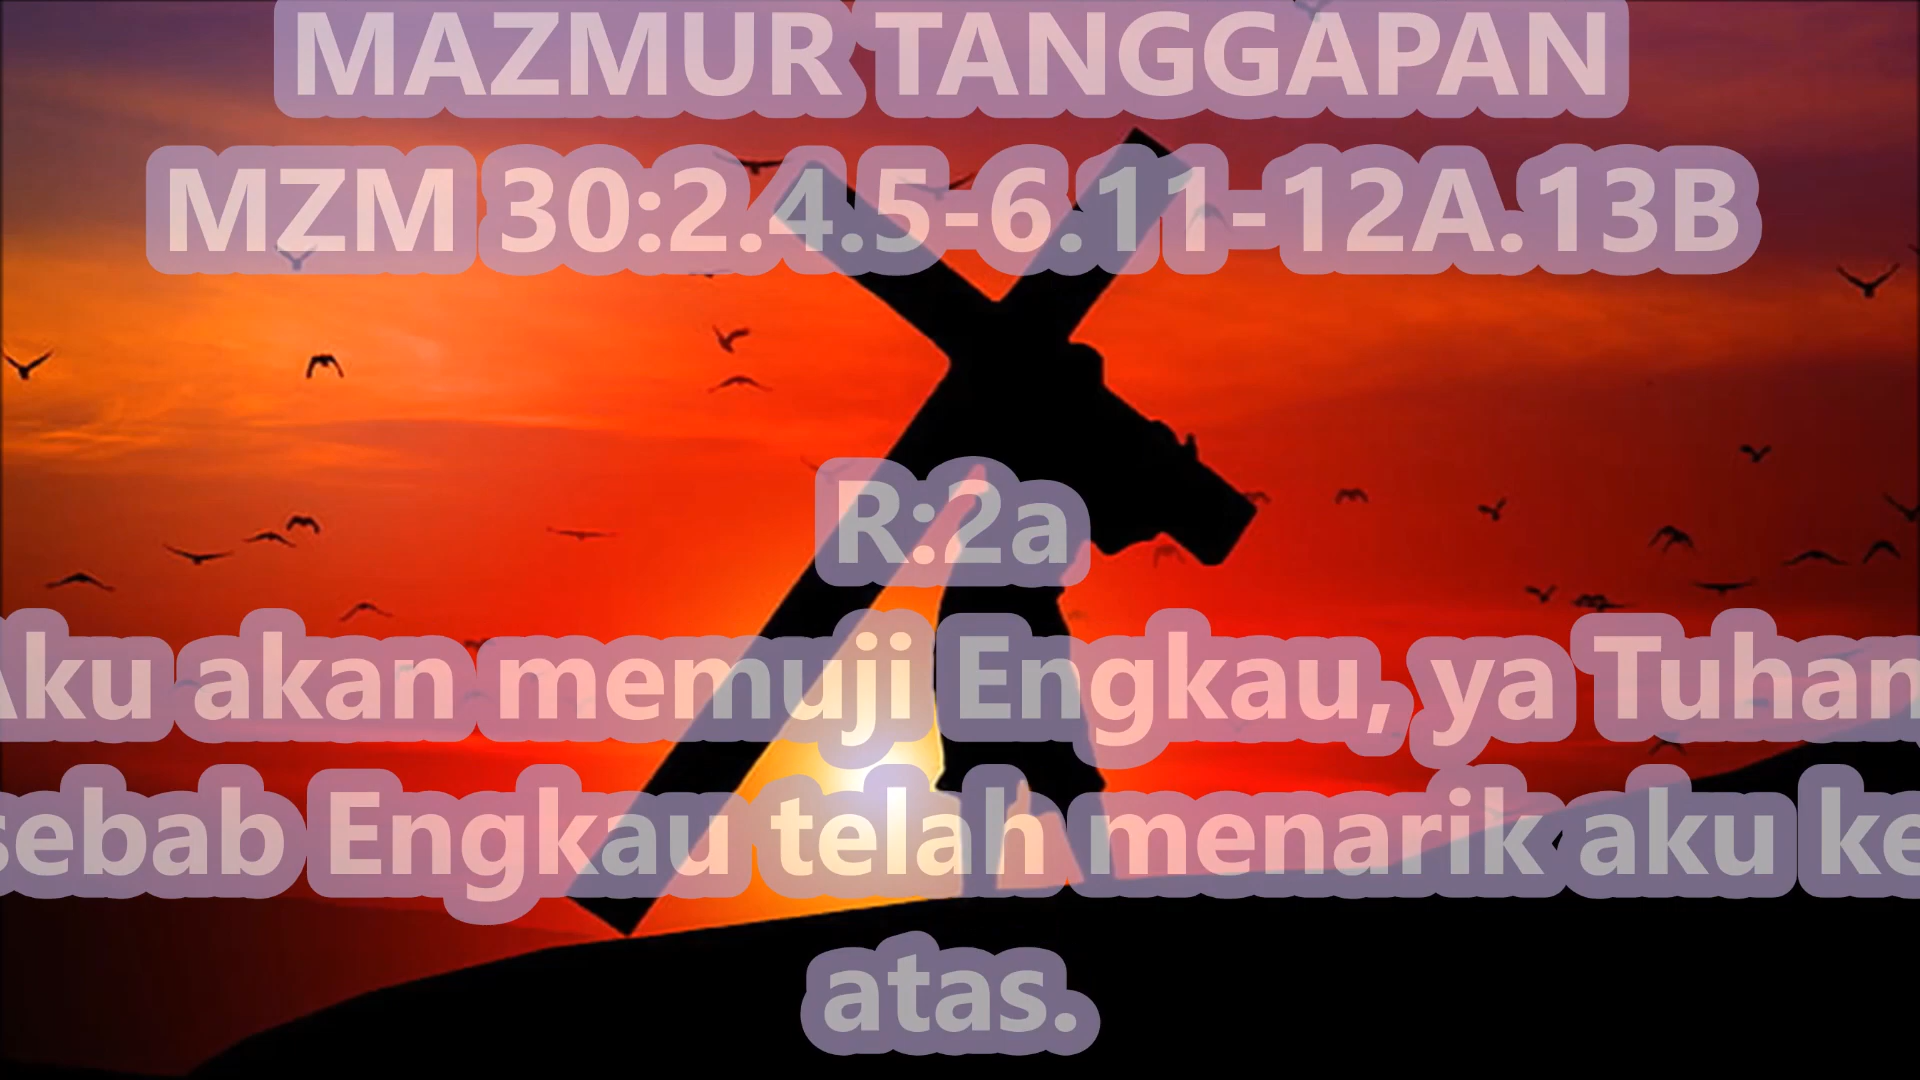 MAZMUR TANGGAPAN
MZM 30:2.4.5-6.11-12A.13B
R:2a
Aku akan memuji Engkau, ya Tuhan,
sebab Engkau telah menarik aku ke
atas.